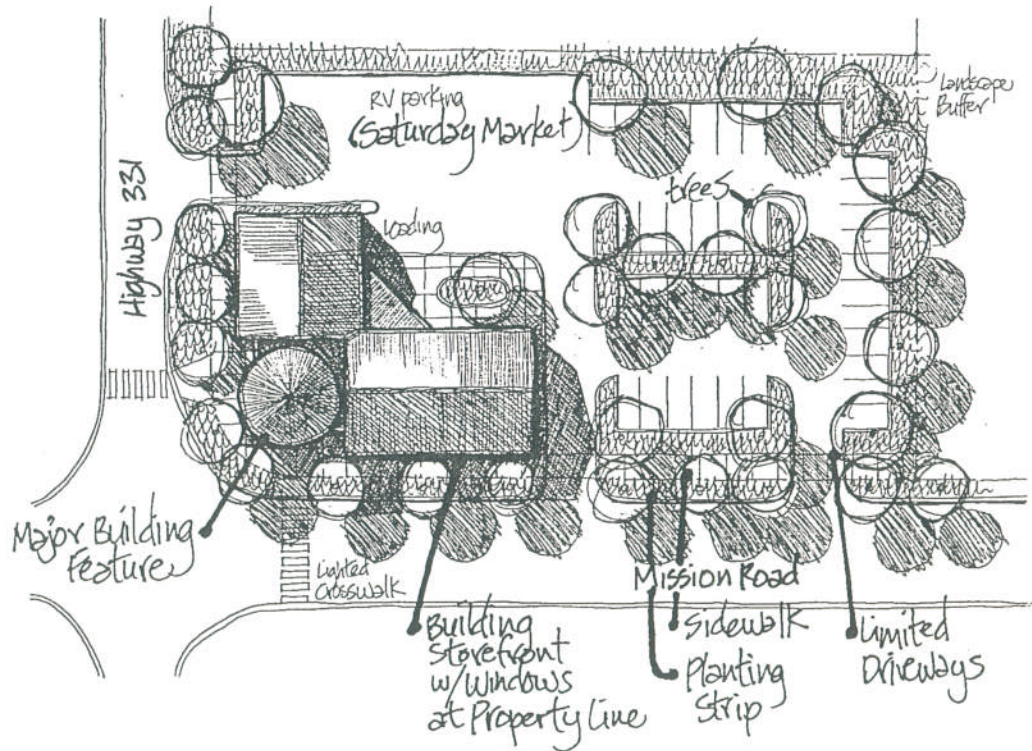 Landscape
Buffer
RV parking
(Saturday Market)
trees
Highway 331
Loading
Major Building
Feature
Lighted
Crosswalk
Mission Road
Building
Storefront
w/Windows
at Property Line
Sidewalk
Planting
Strip
Limited
Driveways